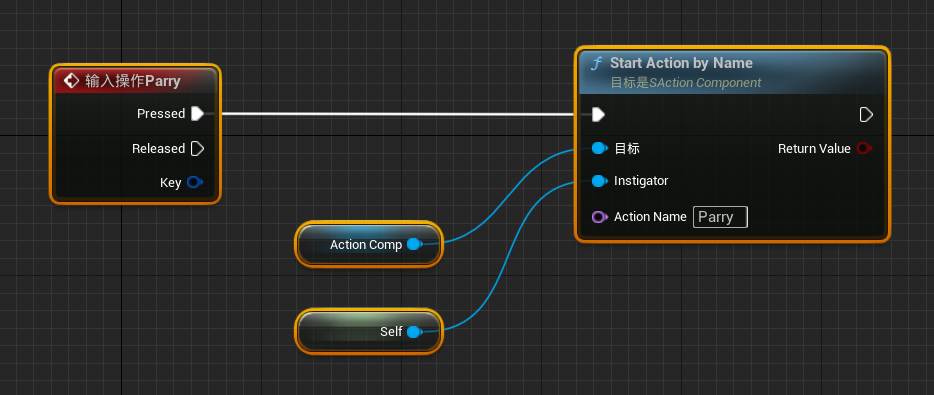 输入操作Parry
Pressed
Released
Key
Action Comp
Self
Start Action by Name
目标是SAction Component
目标
Return Value
Instigator
Action Name Parry